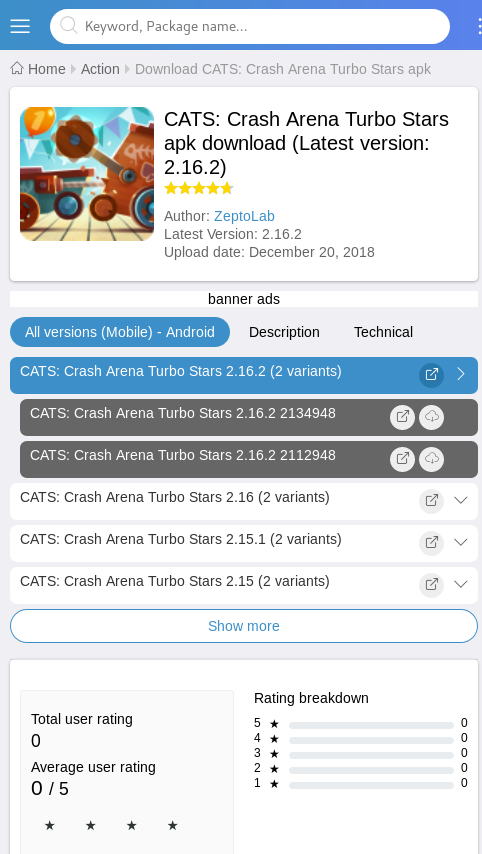 Keyword, Package name...
Home Action Download CATS: Crash Arena Turbo Stars apk
CATS: Crash Arena Turbo Stars
apk download (Latest version:
2.16.2)
Author: ZeptoLab
Latest Version: 2.16.2
Upload date: December 20, 2018
banner ads
All versions (Mobile) - Android Description Technical
CATS: Crash Arena Turbo Stars 2.16.2 (2 variants)
CATS: Crash Arena Turbo Stars 2.16.2 2134948
CATS: Crash Arena Turbo Stars 2.16.2 2112948
CATS: Crash Arena Turbo Stars 2.16 (2 variants)
CATS: Crash Arena Turbo Stars 2.15.1 (2 variants)
CATS: Crash Arena Turbo Stars 2.15 (2 variants)
Show more
Total user rating
0
Average user rating
0 / 5
Rating breakdown
5 ★ 0
4 ★ 0
3 ★ 0
2 ★ 0
1 ★ 0